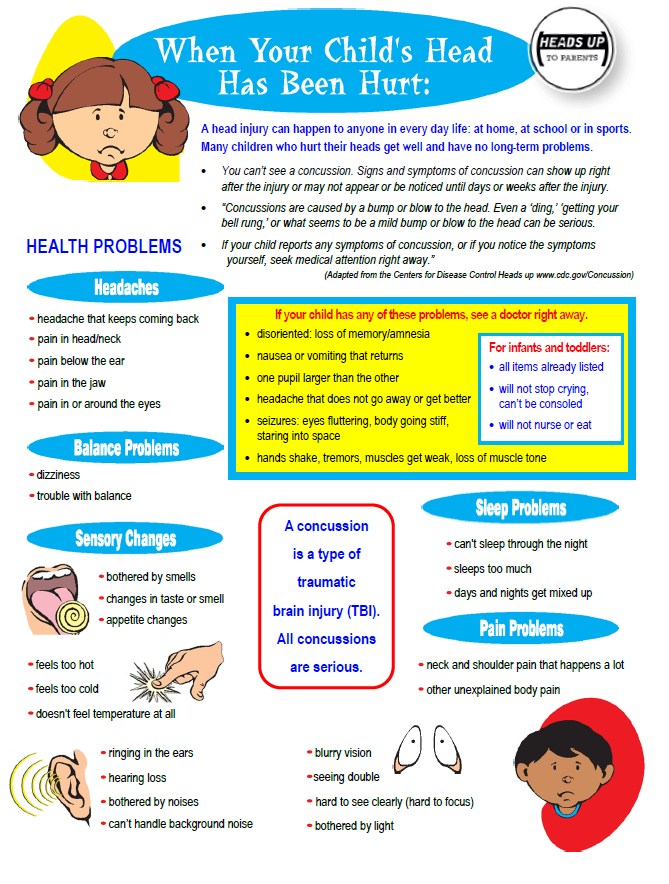 When Your Child's Head
Has Been Hurt:
HEADS UP
TO PARENTS
A head injury can happen to anyone in every day life: at home, at school or in sports.
Many children who hurt their heads get well and have no long-term problems.
• You can't see a concussion. Signs and symptoms of concussion can show up right
after the injury or may not appear or be noticed until days or weeks after the injury.
• "Concussions are caused by a bump or blow to the head. Even a 'ding,' 'getting your
bell rung,' or what seems to be a mild bump or blow to the head can be serious.
• If your child reports any symptoms of concussion, or if you notice the symptoms
yourself, seek medical attention right away."
(Adapted from the Centers for Disease Control Heads up www.cdc.gov/Concussion)
HEALTH PROBLEMS
Headaches
• headache that keeps coming back
• pain in head/neck
• pain below the ear
• pain in the jaw
• pain in or around the eyes
Balance Problems
• dizziness
• trouble with balance
If your child has any of these problems, see a doctor right away.
• disoriented: loss of memory/amnesia
• nausea or vomiting that returns
• one pupil larger than the other
• headache that does not go away or get better
• seizures: eyes fluttering, body going stiff,
staring into space
• hands shake, tremors, muscles get weak, loss of muscle tone
For infants and toddlers:
• all items already listed
• will not stop crying,
can't be consoled
• will not nurse or eat
Sensory Changes
• bothered by smells
• changes in taste or smell
• appetite changes
• feels too hot
• feels too cold
• doesn't feel temperature at all
• ringing in the ears
• hearing loss
• bothered by noises
• can't handle background noise
A concussion
is a type of
traumatic
brain injury (TBI).
All concussions
are serious.
• blurry vision
• seeing double
• hard to see clearly (hard to focus)
• bothered by light
Sleep Problems
• can't sleep through the night
• sleeps too much
• days and nights get mixed up
Pain Problems
• neck and shoulder pain that happens a lot
• other unexplained body pain